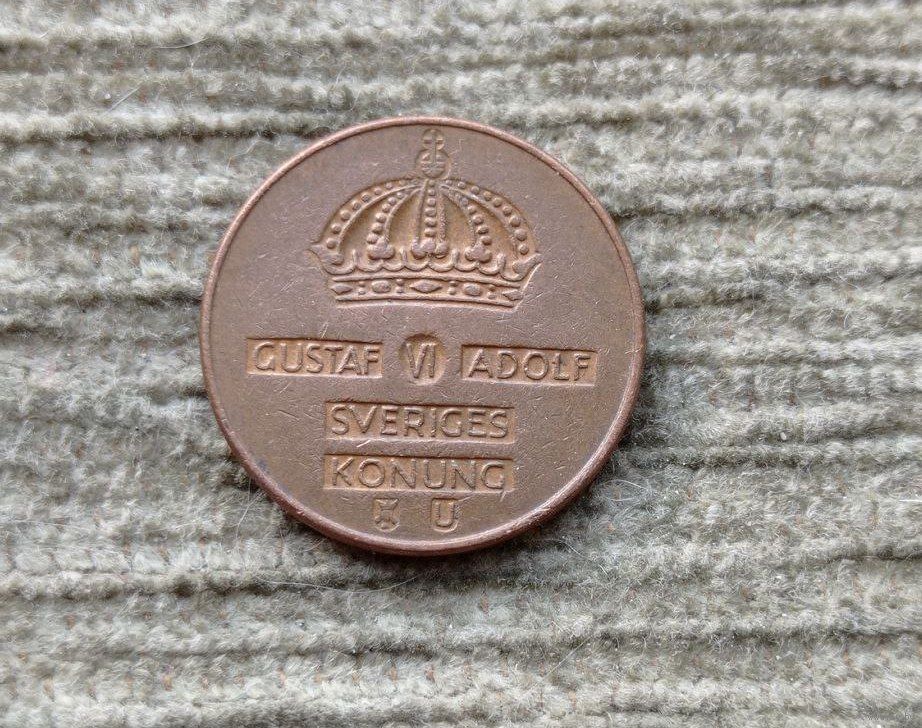 GUSTAF VI ADOLF
SVERIGES
KONUNG
U